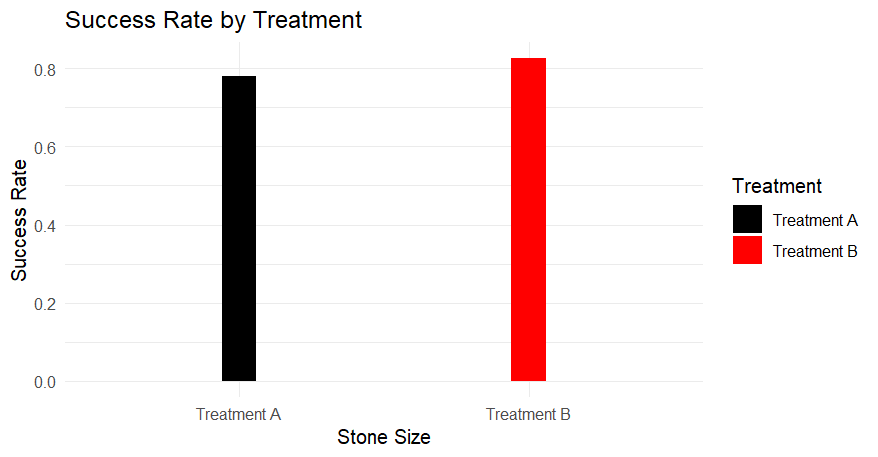 Success Rate by Treatment
Success Rate
0.8
0.6
0.4
0.2
0.0
Treatment A
Treatment B
Stone Size
Treatment
Treatment A
Treatment B